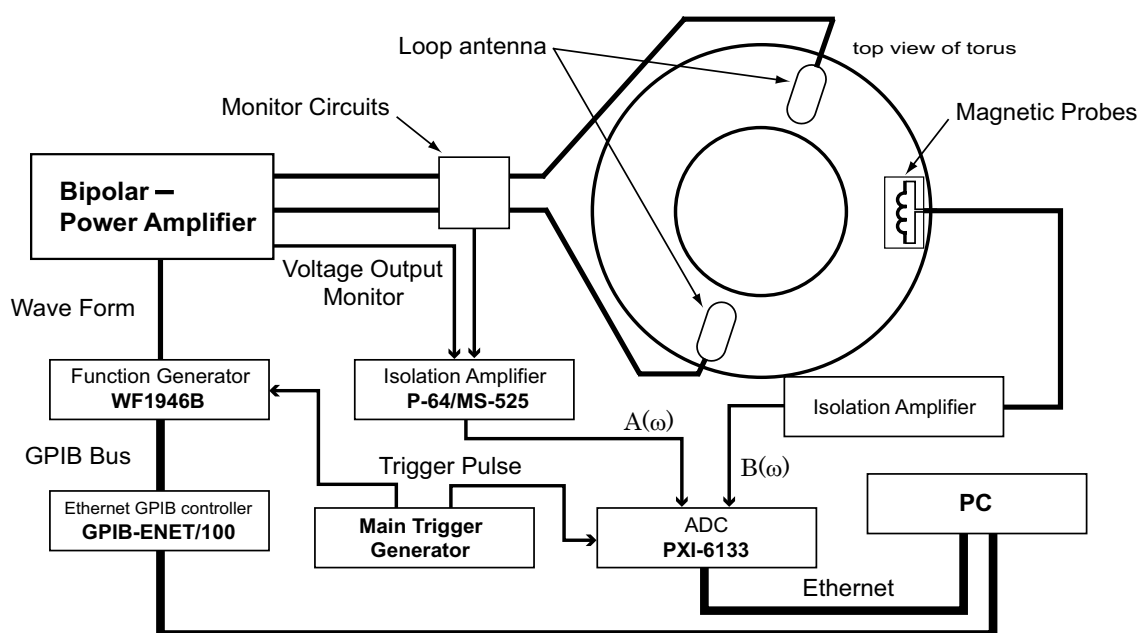 Loop antenna
top view of torus
Monitor Circuits
Magnetic Probes
Bipolar –
Power Amplifier
Voltage Output
Monitor
Wave Form
Function Generator
WF1946B
Isolation Amplifier
P-64/MS-525
Isolation Amplifier
A(ω)
B(ω)
GPIB Bus
Trigger Pulse
Ethernet GPIB controller
GPIB-ENET/100
Main Trigger
Generator
ADC
PXI-6133
PC
Ethernet